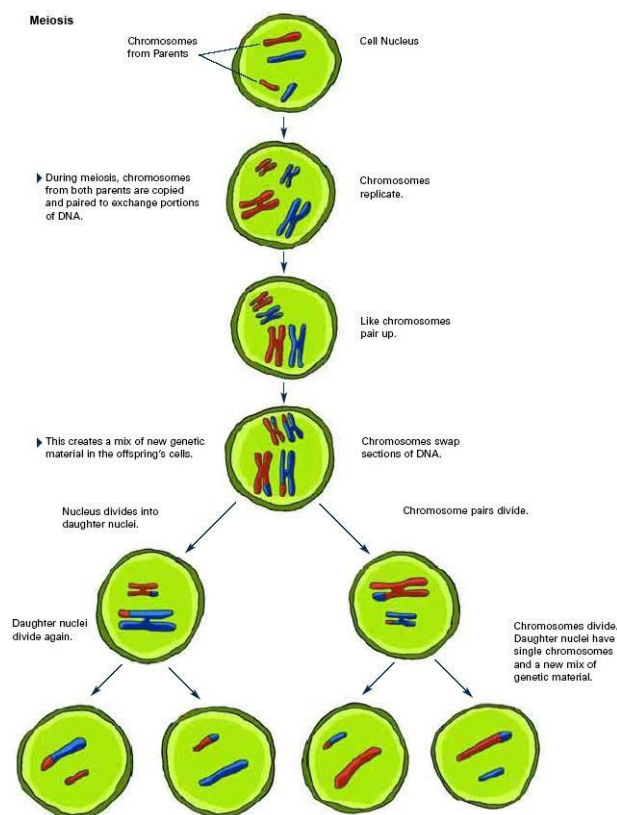 Meiosis
Chromosomes
from Parents
Cell Nucleus
During meiosis, chromosomes
from both parents are copied
and paired to exchange portions
of DNA.
Chromosomes
replicate.
Like chromosomes
pair up.
This creates a mix of new genetic
material in the offspring's cells.
Chromosomes swap
sections of DNA.
Nucleus divides into
daughter nuclei.
Chromosome pairs divide.
Daughter nuclei
divide again.
Chromosomes divide.
Daughter nuclei have
single chromosomes
and a new mix of
genetic material.